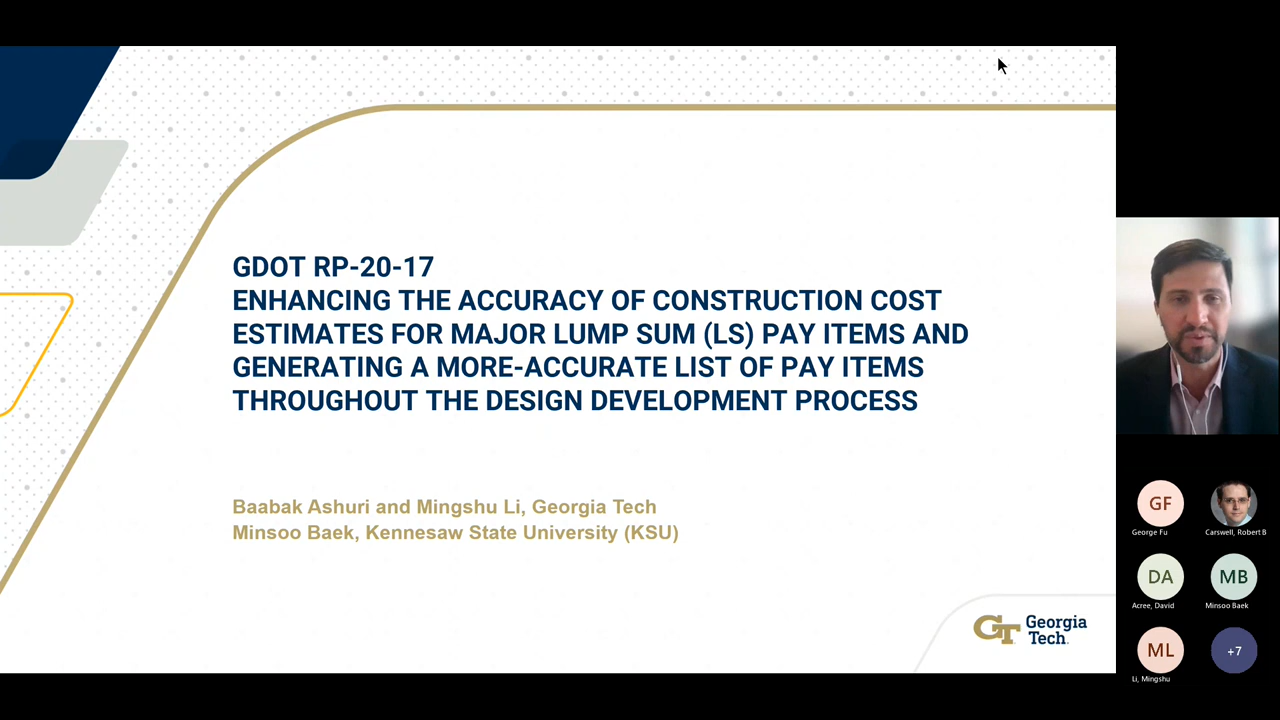 GDOT RP-20-17
ENHANCING THE ACCURACY OF CONSTRUCTION COST
ESTIMATES FOR MAJOR LUMP SUM (LS) PAY ITEMS AND
GENERATING A MORE-ACCURATE LIST OF PAY ITEMS
THROUGHOUT THE DESIGN DEVELOPMENT PROCESS
Baabak Ashuri and Mingshu Li, Georgia Tech
Minsoo Baek, Kennesaw State University (KSU)
GT Georgia
Tech
GF
George Fu
Carswell, Robert B
DA
Acree, David
MB
Minsoo Baek
ML
Li, Mingshu
+7